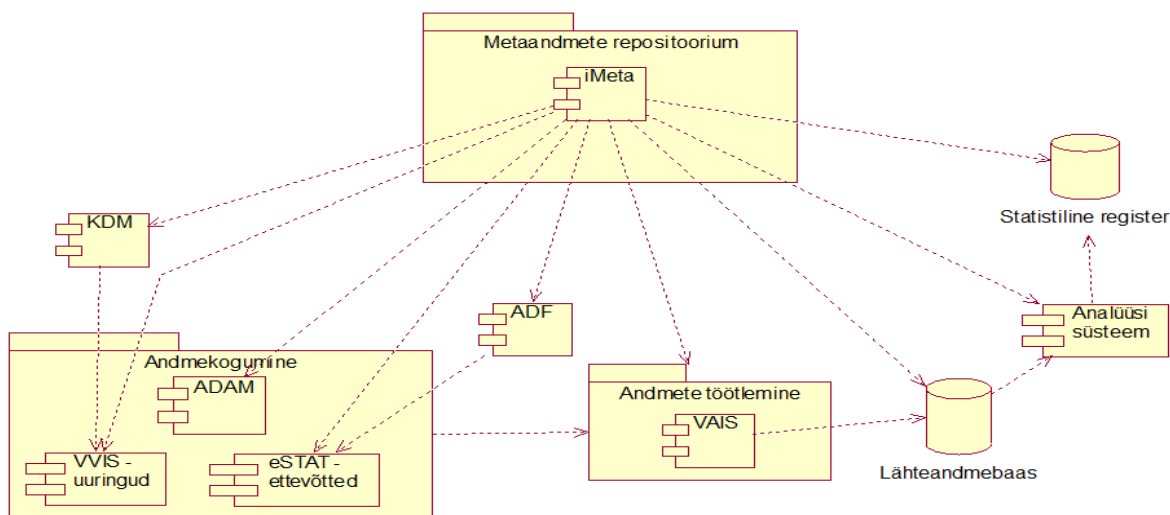 Metaandmete repositoorium
iMeta
KDM
Statistiline register
ADF
Analüüsi
süsteem
Andmekogumine
ADAM
Andmete töötlemine
VAIS
VVIS -
uuringud
eSTAT -
ettevõtted
Lähteandmebaas